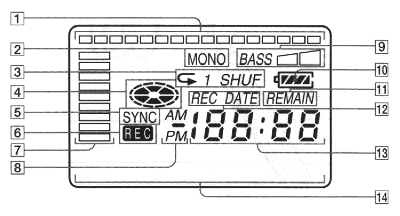 1
2
MONO
BASS
9
3
1 SHUF
10
4
REC DATE
REMAIN
11
5
SYNC
AM
12
6
REC
PM
-188:88
7
8
13
14